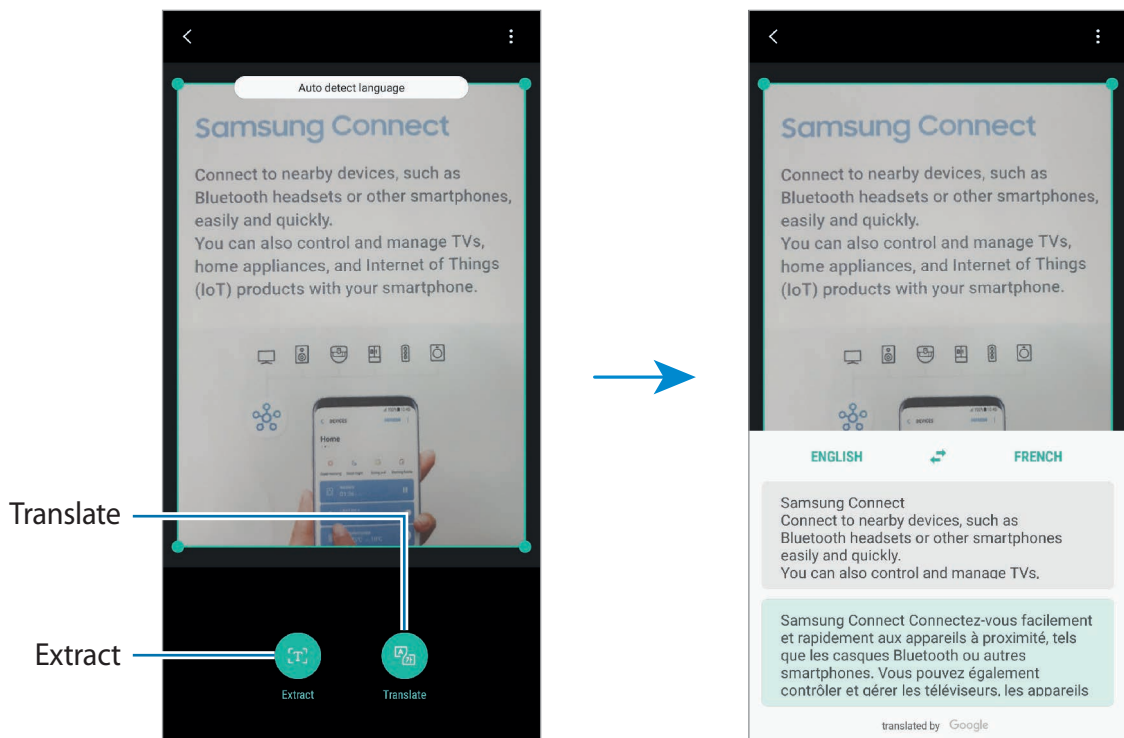 Auto detect language
Samsung Connect
Connect to nearby devices, such as
Bluetooth headsets or other smartphones,
easily and quickly.
You can also control and manage TVs,
home appliances, and Internet of Things
(IoT) products with your smartphone.
DEVICES
Home
Translate
Extract
Extract
Translate
Samsung Connect
Connect to nearby devices, such as
Bluetooth headsets or other smartphones,
easily and quickly.
You can also control and manage TVs,
home appliances, and Internet of Things
(IoT) products with your smartphone.
DEVICES
ENGLISH
FRENCH
Samsung Connect
Connect to nearby devices, such as
Bluetooth headsets or other smartphones
easily and quickly.
You can also control and manage TVs,
Samsung Connect Connectez-vous facilement
et rapidement aux appareils à proximité, tels
que les casques Bluetooth ou autres
smartphones. Vous pouvez également
contrôler et gérer les téléviseurs, les appareils
translated by Google